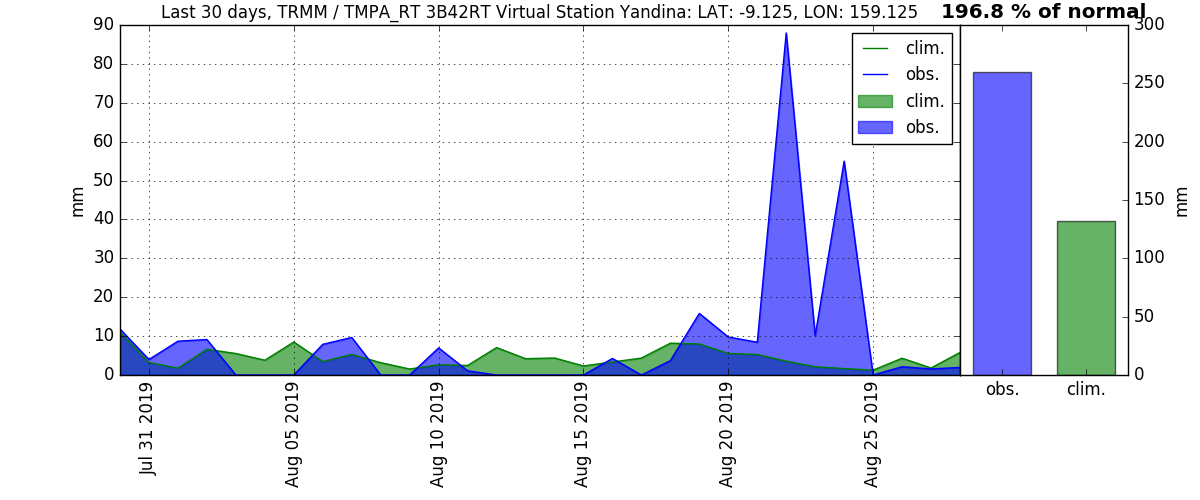 Last 30 days, TRMM / TMPA_RT 3B42RT Virtual Station Yandina: LAT: -9.125, LON: 159.125
196.8 % of normal
90
80
70
60
50
40
30
20
10
0
mm
clim.
obs.
clim.
obs.
Jul 31 2019
Aug 05 2019
Aug 10 2019
Aug 15 2019
Aug 20 2019
Aug 25 2019
300
250
200
150
100
50
0
mm
obs.
clim.